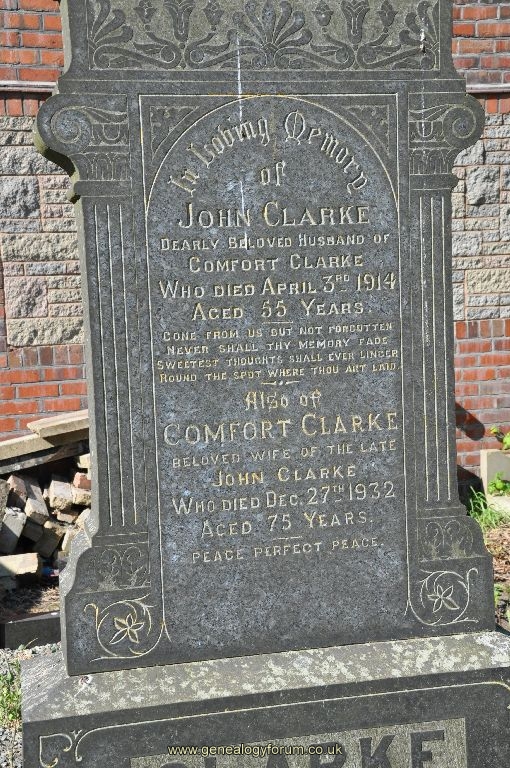 In Loving Memory
of
JOHN CLARKE
DEARLY BELOVED HUSBAND OF
COMFORT CLARKE
WHO DIED APRIL 3RD 1914
AGED 55 YEARS.
GONE FROM US BUT NOT FORGOTTEN
NEVER SHALL THY MEMORY FADE
SWEETEST THOUGHTS SHALL EVER LINGER
ROUND THE SPOT WHERE THOU ART LAID.
Also of
COMFORT CLARKE
BELOVED WIFE OF THE LATE
JOHN CLARKE
WHO DIED DEC. 27TH 1932
AGED 75 YEARS.
PEACE PERFECT PEACE.
CLARKE
www.genealogyforum.co.uk